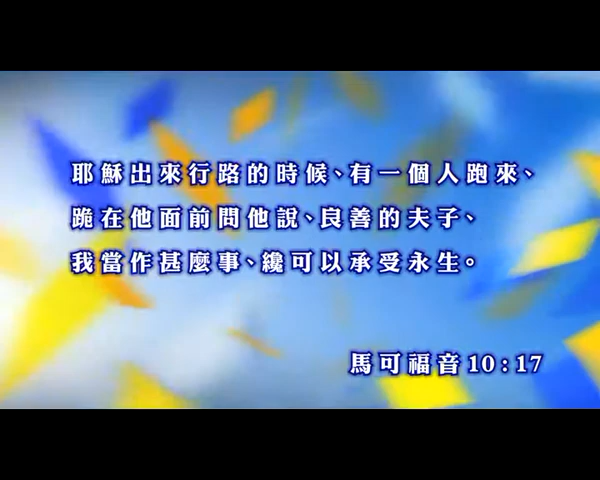 耶穌出來行路的時候、有一個人跑來、
跪在他面前問他說、良善的夫子、
我當作甚麼事、纔可以承受永生。
馬可福音10:17